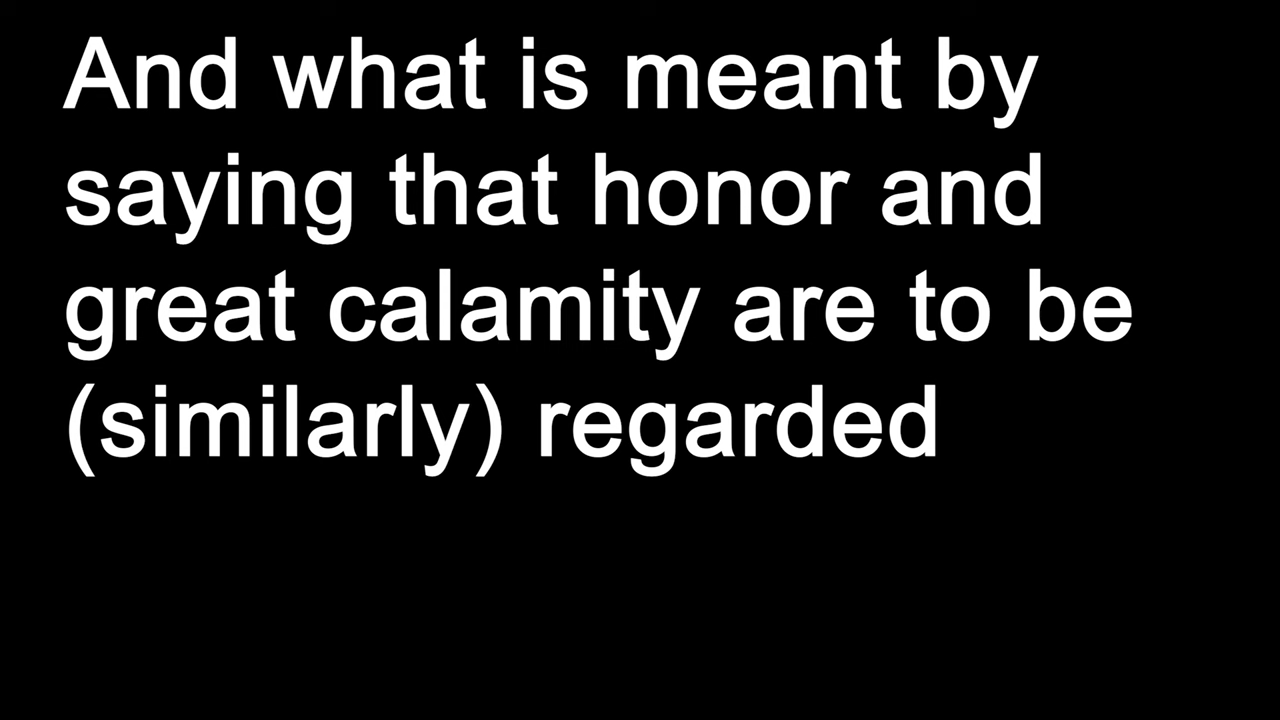 And what is meant by
saying that honor and
great calamity are to be
(similarly) regarded